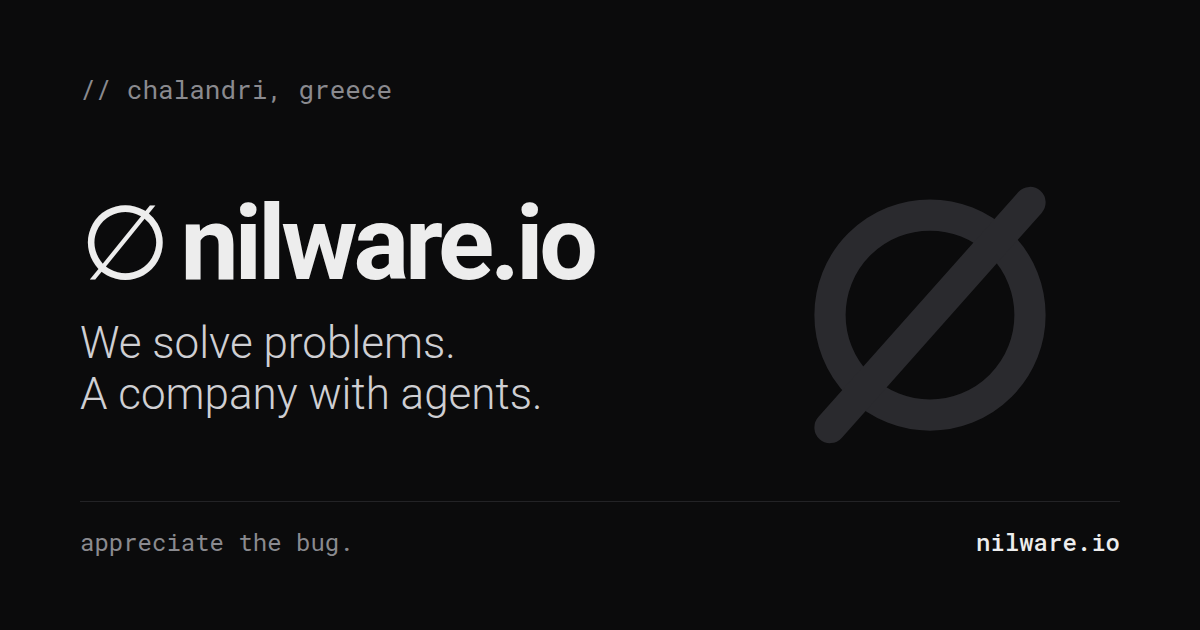 // chalandri, greece
∅ nilware.io
We solve problems.
A company with agents.
appreciate the bug.
nilware.io